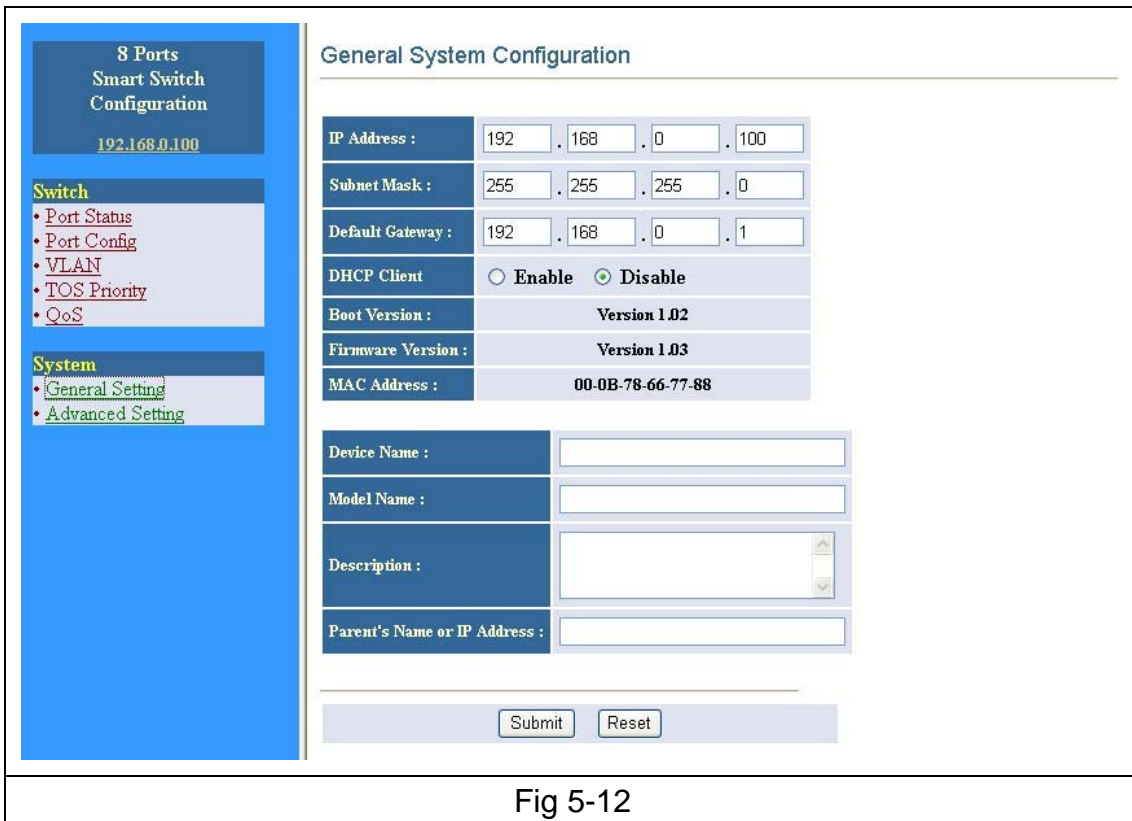 8 Ports
Smart Switch
Configuration
192.168.0.100
Switch
• Port Status
• Port Config
• VLAN
• TOS Priority
• QoS
System
• General Setting
• Advanced Setting
General System Configuration
IP Address : 192 . 168 . 0 . 100
Subnet Mask : 255 . 255 . 255 . 0
Default Gateway : 192 . 168 . 0 . 1
DHCP Client Enable Disable
Boot Version : Version 1.02
Firmware Version : Version 1.03
MAC Address : 00-0B-78-66-77-88
Device Name :
Model Name :
Description :
Parent's Name or IP Address :
Submit Reset
Fig 5-12